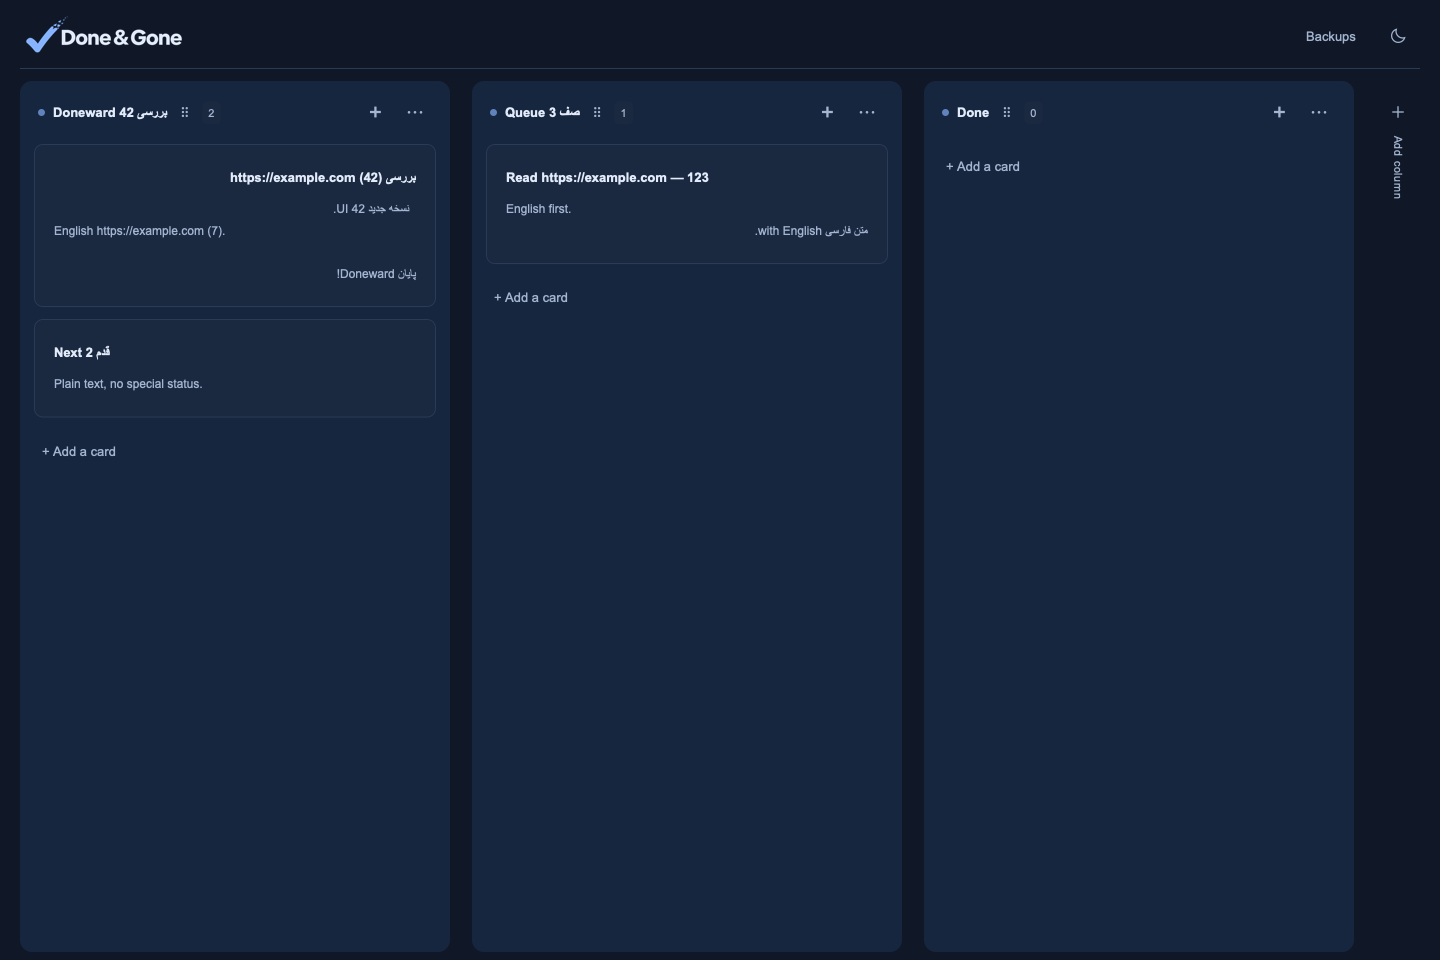 Done & Gone
Backups
Doneward 42 بررسی
2
بررسی (42) https://example.com
نسخه جدید UI 42.
English https://example.com (7).
پایان Doneward!
Next 2 قدم
Plain text, no special status.
+ Add a card
Queue 3 صف
1
Read https://example.com — 123
English first.
متن فارسی with English.
+ Add a card
Done
0
+ Add a card
Add column